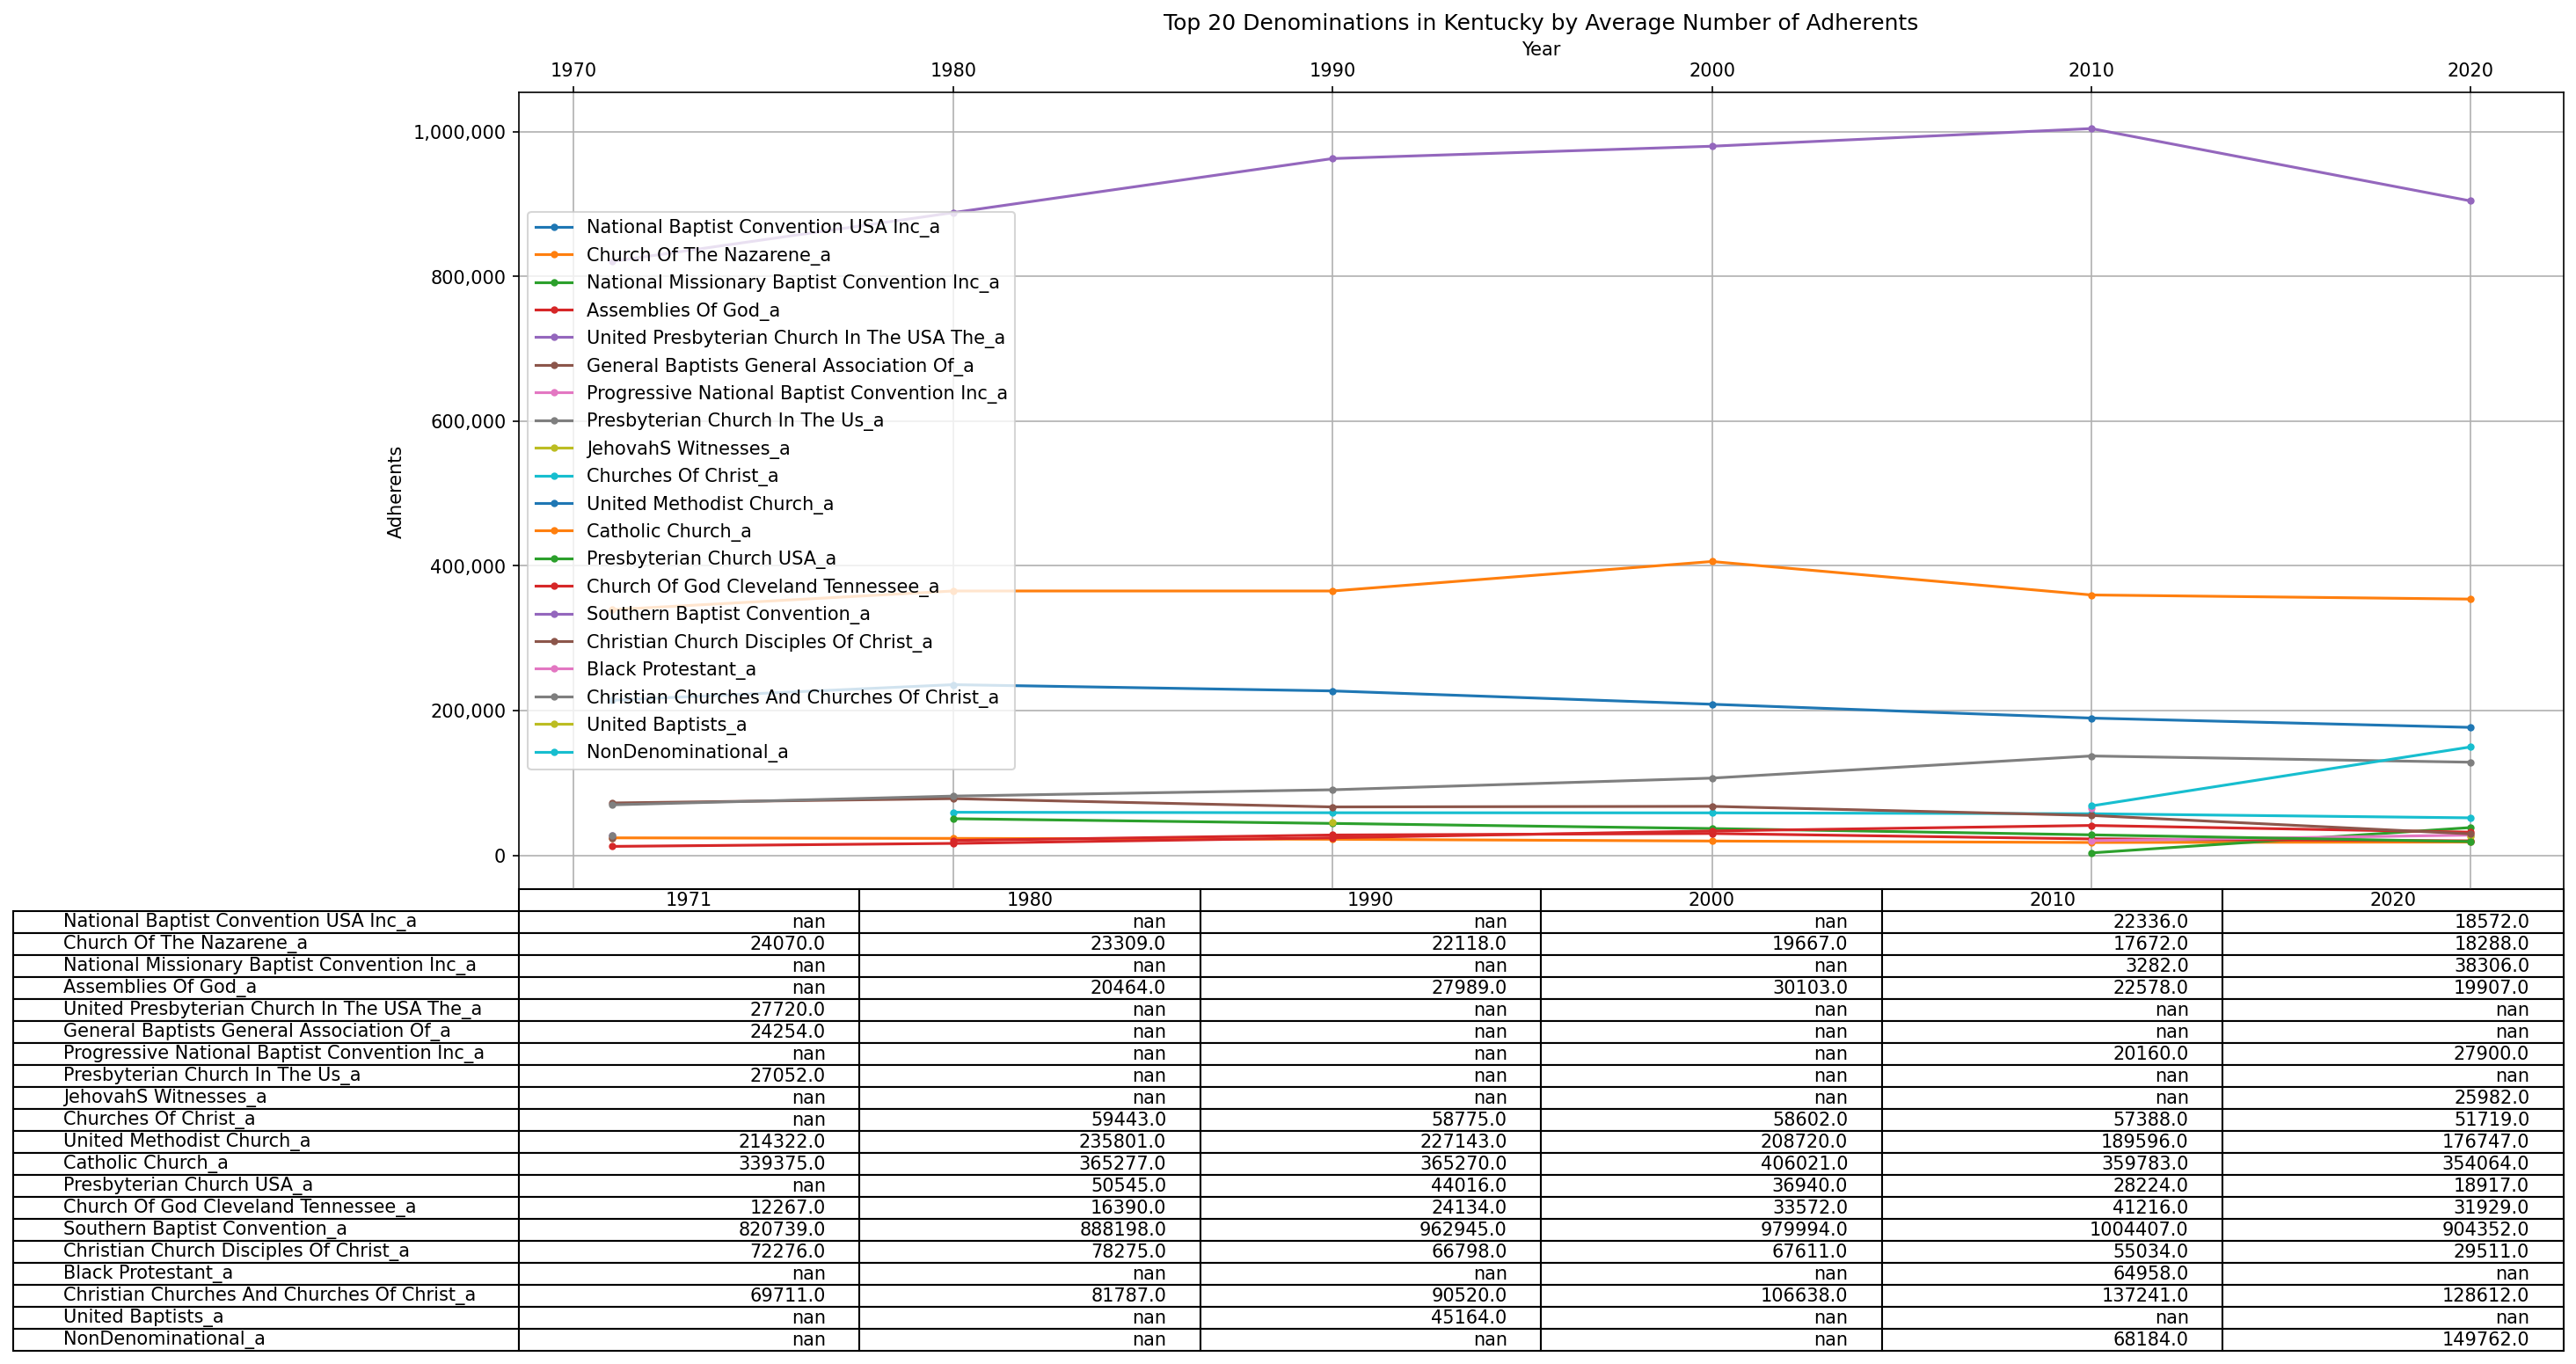 Top 20 Denominations in Kentucky by Average Number of Adherents
Year
1970 1980 1990 2000 2010 2020
1,000,000
800,000
600,000
400,000
200,000
0
Adherents
National Baptist Convention USA Inc_a
Church Of The Nazarene_a
National Missionary Baptist Convention Inc_a
Assemblies Of God_a
United Presbyterian Church In The USA The_a
General Baptists General Association Of_a
Progressive National Baptist Convention Inc_a
Presbyterian Church In The Us_a
JehovahS Witnesses_a
Churches Of Christ_a
United Methodist Church_a
Catholic Church_a
Presbyterian Church USA_a
Church Of God Cleveland Tennessee_a
Southern Baptist Convention_a
Christian Church Disciples Of Christ_a
Black Protestant_a
Christian Churches And Churches Of Christ_a
United Baptists_a
NonDenominational_a
1971 1980 1990 2000 2010 2020
National Baptist Convention USA Inc_a nan nan nan nan 22336.0 18572.0
Church Of The Nazarene_a 24070.0 23309.0 22118.0 19667.0 17672.0 18288.0
National Missionary Baptist Convention Inc_a nan nan nan nan 3282.0 38306.0
Assemblies Of God_a nan 20464.0 27989.0 30103.0 22578.0 19907.0
United Presbyterian Church In The USA The_a 27720.0 nan nan nan nan nan
General Baptists General Association Of_a 24254.0 nan nan nan nan nan
Progressive National Baptist Convention Inc_a nan nan nan nan 20160.0 27900.0
Presbyterian Church In The Us_a 27052.0 nan nan nan nan nan
JehovahS Witnesses_a nan nan nan nan nan 25982.0
Churches Of Christ_a nan 59443.0 58775.0 58602.0 57388.0 51719.0
United Methodist Church_a 214322.0 235801.0 227143.0 208720.0 189596.0 176747.0
Catholic Church_a 339375.0 365277.0 365270.0 406021.0 359783.0 354064.0
Presbyterian Church USA_a nan 50545.0 44016.0 36940.0 28224.0 18917.0
Church Of God Cleveland Tennessee_a 12267.0 16390.0 24134.0 33572.0 41216.0 31929.0
Southern Baptist Convention_a 820739.0 888198.0 962945.0 979994.0 1004407.0 904352.0
Christian Church Disciples Of Christ_a 72276.0 78275.0 66798.0 67611.0 55034.0 29511.0
Black Protestant_a nan nan nan nan 64958.0 nan
Christian Churches And Churches Of Christ_a 69711.0 81787.0 90520.0 106638.0 137241.0 128612.0
United Baptists_a nan nan 45164.0 nan nan nan
NonDenominational_a nan nan nan nan 68184.0 149762.0